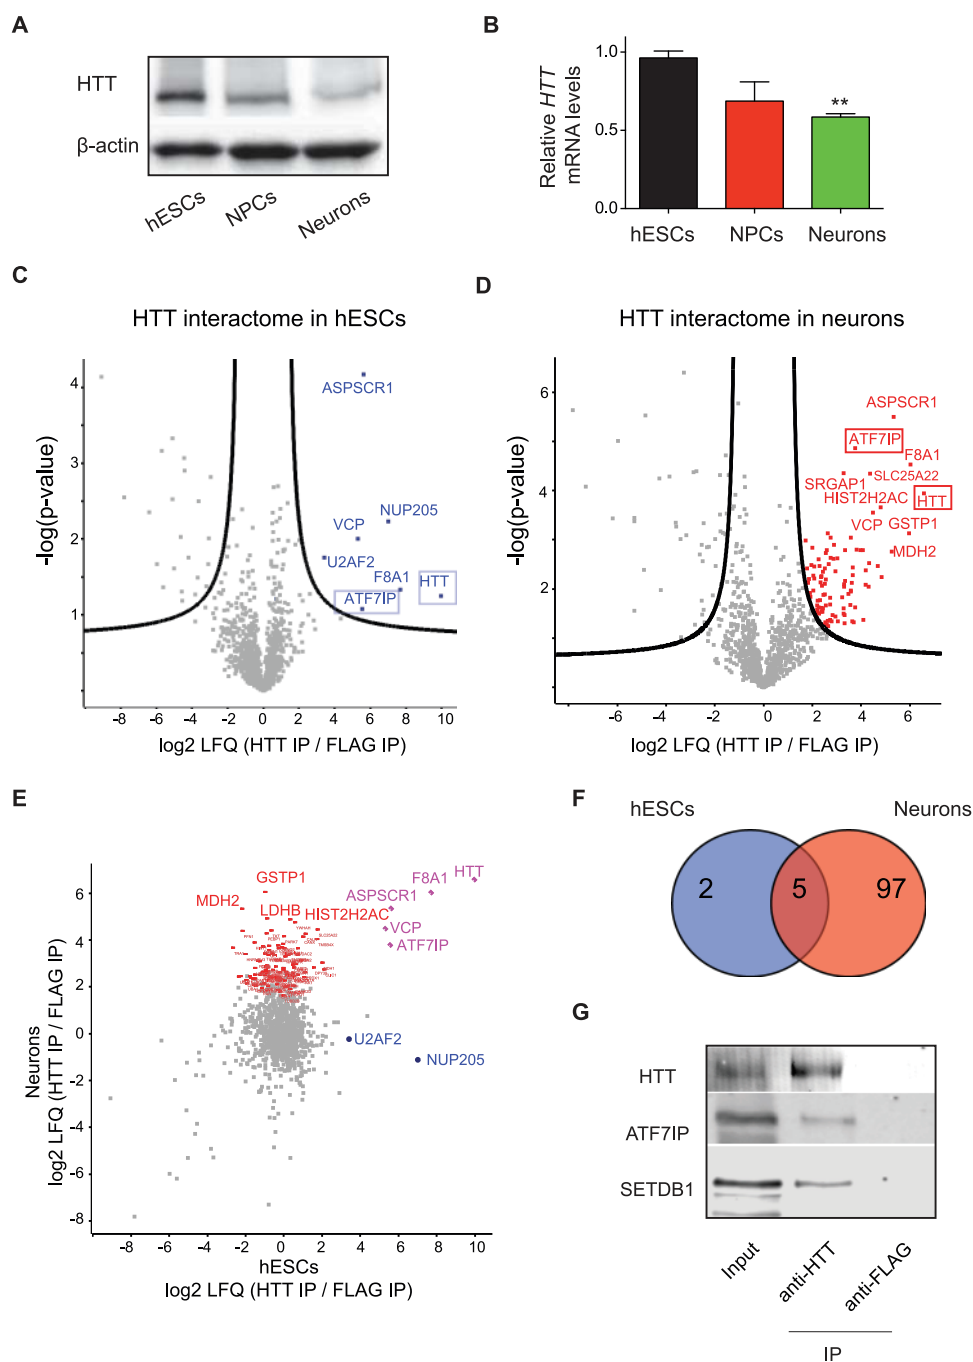 A
HTT
β-actin
hESCs
NPCs
Neurons
B
Relative HTT
mRNA levels
1.0
0.5
0.0
**
hESCs
NPCs
Neurons
C
HTT interactome in hESCs
-log(p-value)
4
3
2
1
ASPSCR1
NUP205
VCP
U2AF2
F8A1
HTT
ATF7IP
-8 -6 -4 -2 0 2 4 6 8 10
log2 LFQ (HTT IP / FLAG IP)
D
HTT interactome in neurons
-log(p-value)
6
4
2
ASPSCR1
ATF7IP
F8A1
SRGAP1
SLC25A22
HIST2H2AC
HTT
VCP
GSTP1
MDH2
-6 -4 -2 0 2 4 6
log2 LFQ (HTT IP / FLAG IP)
E
Neurons
log2 LFQ (HTT IP / FLAG IP)
6
4
2
0
-2
-4
-6
-8
HTT
F8A1
GSTP1
ASPSCR1
MDH2
LDHB
HIST2H2AC
VCP
ATF7IP
SLC25A22
U2AF2
NUP205
-8 -6 -4 -2 0 2 4 6 8 10
hESCs
log2 LFQ (HTT IP / FLAG IP)
F
hESCs
Neurons
2
5
97
G
HTT
ATF7IP
SETDB1
Input
anti-HTT
anti-FLAG
IP